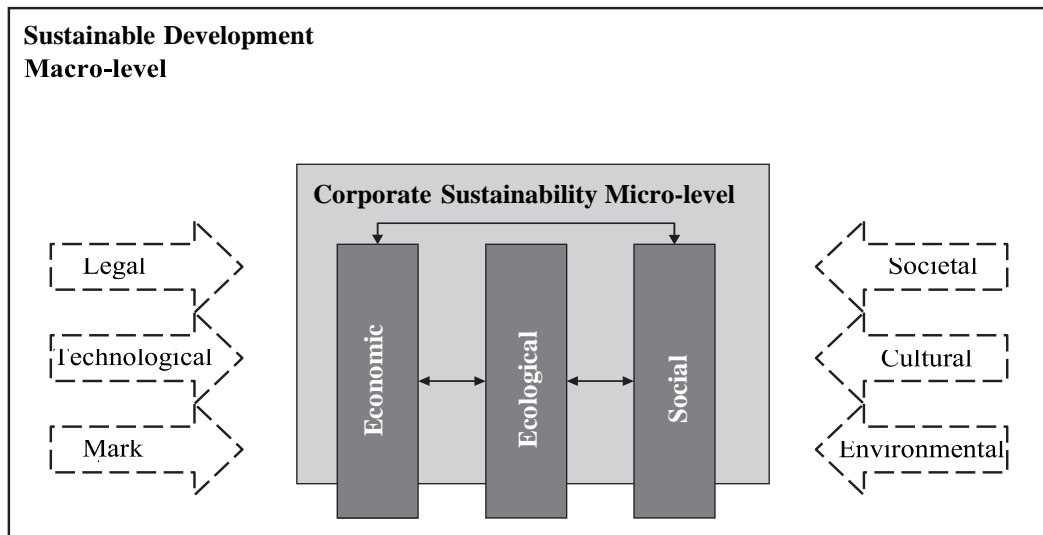 Sustainable Development
Macro-level
Corporate Sustainability Micro-level
Legal
Technological
Mark
Economic
Ecological
Social
Societal
Cultural
Environmental